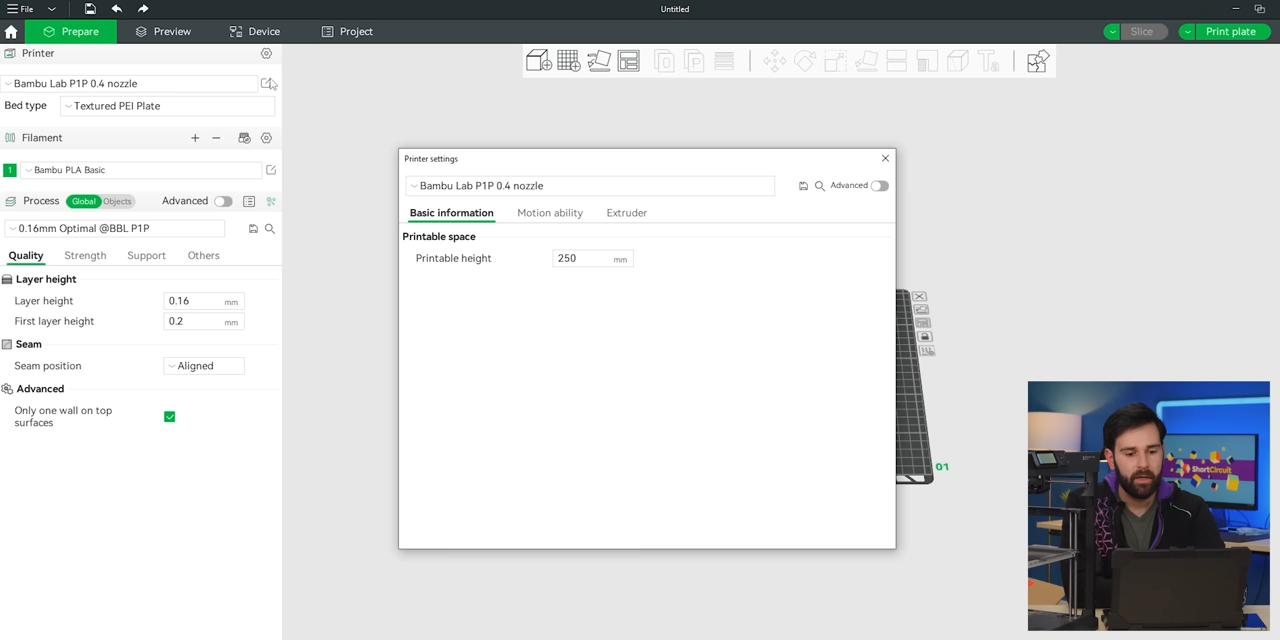 File
Untitled
Prepare
Preview
Device
Project
Slice
Print plate
Printer
Bambu Lab P1P 0.4 nozzle
Bed type
Textured PEI Plate
Filament
1
Bambu PLA Basic
Process
Global
Objects
Advanced
0.16mm Optimal @BBL P1P
Quality
Strength
Support
Others
Layer height
Layer height
0.16 mm
First layer height
0.2 mm
Seam
Seam position
Aligned
Advanced
Only one wall on top
surfaces
Printer settings
Bambu Lab P1P 0.4 nozzle
Advanced
Basic information
Motion ability
Extruder
Printable space
Printable height
250 mm
01
ShortCircuit